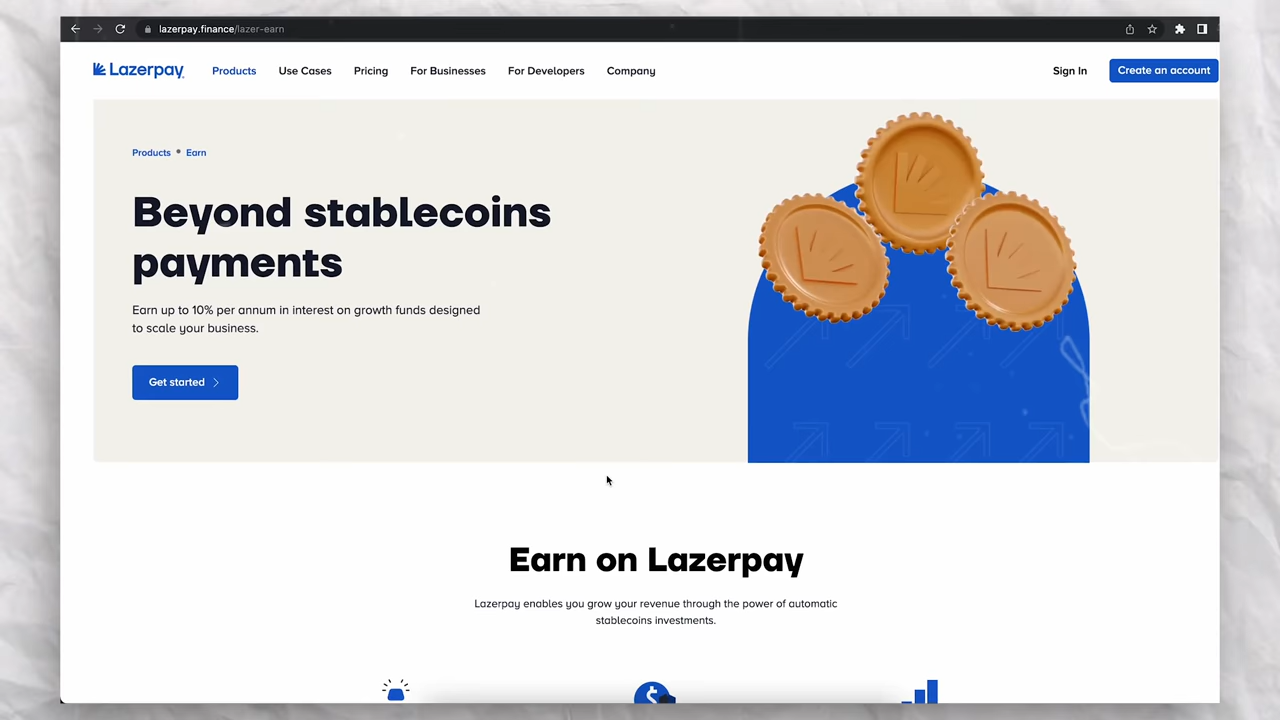 lazerpay.finance/lazer-earn
Lazerpay
Products
Use Cases
Pricing
For Businesses
For Developers
Company
Sign In
Create an account
Products • Earn
Beyond stablecoins
payments
Earn up to 10% per annum in interest on growth funds designed
to scale your business.
Get started
Earn on Lazerpay
Lazerpay enables you grow your revenue through the power of automatic
stablecoins investments.